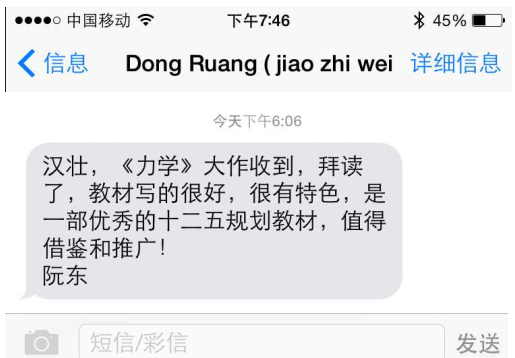 中国移动 下午7:46 45%
信息 Dong Ruang ( jiao zhi wei 详细信息
今天下午6:06
汉壮，《力学》大作收到，拜读
了，教材写的很好，很有特色，是
一部优秀的十二五规划教材，值得
借鉴和推广！
阮东
短信/彩信 发送